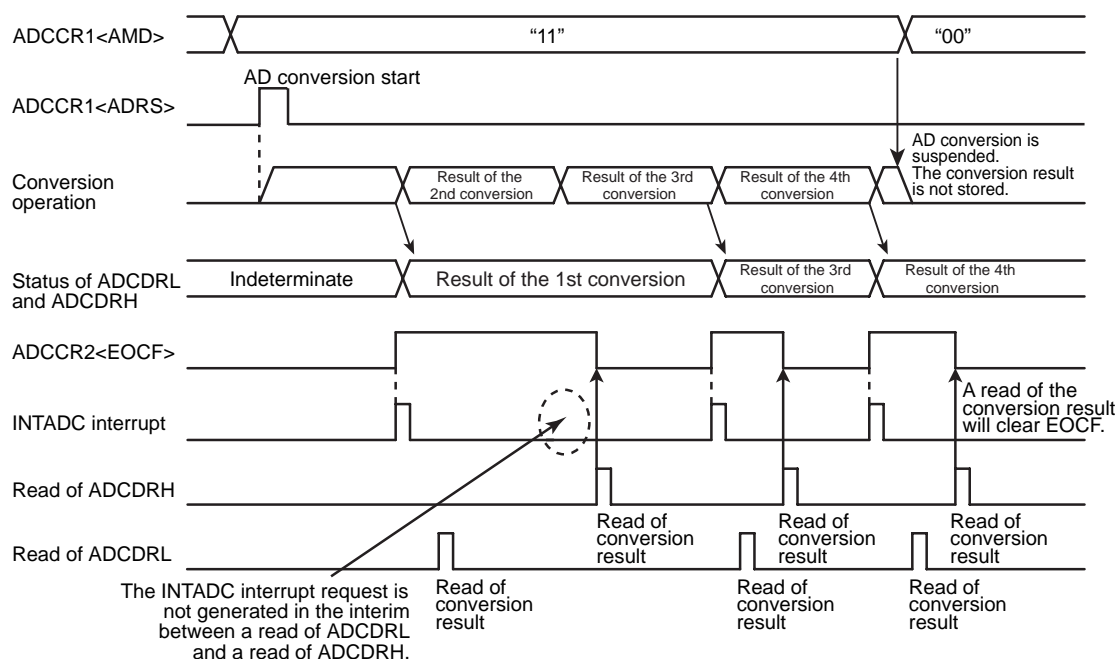 ADCCR1<AMD>
“11”
“00”
AD conversion start
ADCCR1<ADRS>
AD conversion is
suspended.
The conversion result
is not stored.
Conversion
operation
Result of the
2nd conversion
Result of the 3rd
conversion
Result of the 4th
conversion
Status of ADCDRL
and ADCDRH
Indeterminate
Result of the 1st conversion
Result of the 3rd
conversion
Result of the 4th
conversion
ADCCR2<EOCF>
A read of the
conversion result
will clear EOCF.
INTADC interrupt
Read of ADCDRH
Read of
conversion
result
Read of
conversion
result
Read of
conversion
result
Read of ADCDRL
The INTADC interrupt request is
not generated in the interim
between a read of ADCDRL
and a read of ADCDRH.
Read of
conversion
result
Read of
conversion
result
Read of
conversion
result